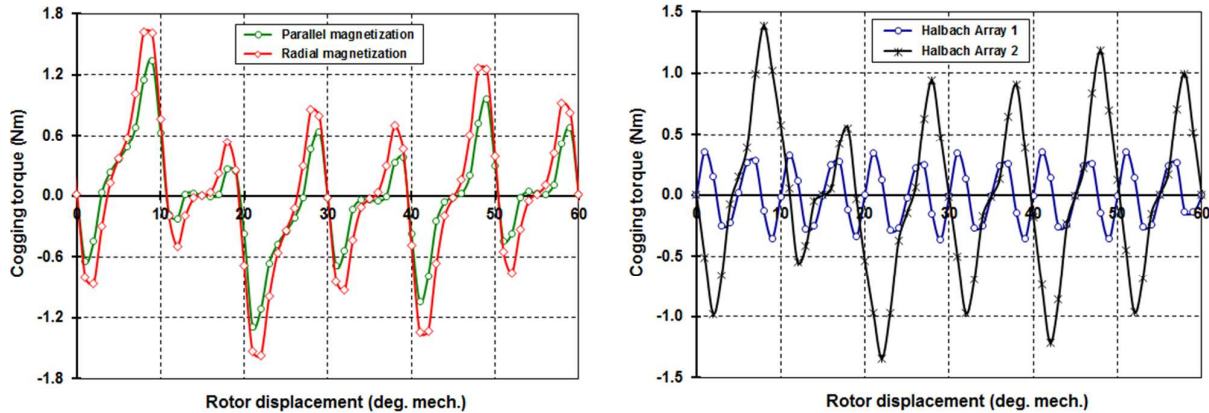 1.8
1.2
0.6
0.0
-0.6
-1.2
-1.8
Cogging torque (Nm)
Parallel magnetization
Radial magnetization
0 10 20 30 40 50 60
Rotor displacement (deg. mech.)
1.5
1.0
0.5
0.0
-0.5
-1.0
-1.5
Cogging torque (Nm)
Halbach Array 1
Halbach Array 2
0 10 20 30 40 50 60
Rotor displacement (deg. mech.)